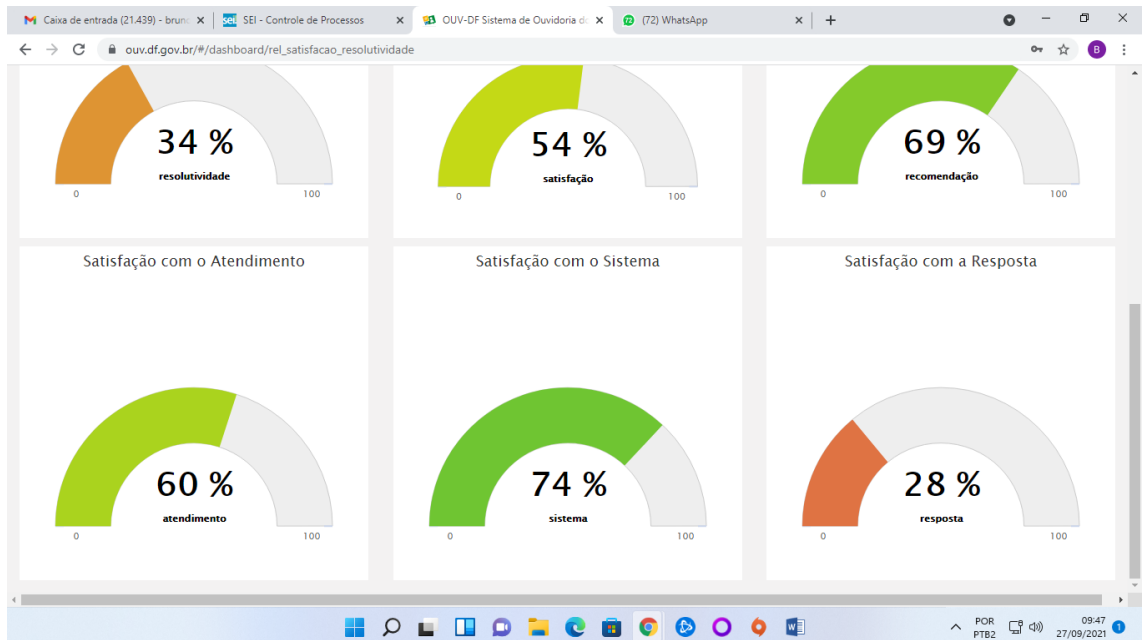 Caixa de entrada (21.439) - brun
sei SEI - Controle de Processos
OUV-DF Sistema de Ouvidoria d
72 (72) WhatsApp
ouv.df.gov.br/#/dashboard/rel_satisfacao_resolutividade
B
34 %
resolutividade
0 100
54 %
satisfação
0 100
69 %
recomendação
0 100
Satisfação com o Atendimento
60 %
atendimento
0 100
Satisfação com o Sistema
74 %
sistema
0 100
Satisfação com a Resposta
28 %
resposta
0 100
POR
PTB2
09:47
27/09/2021
1